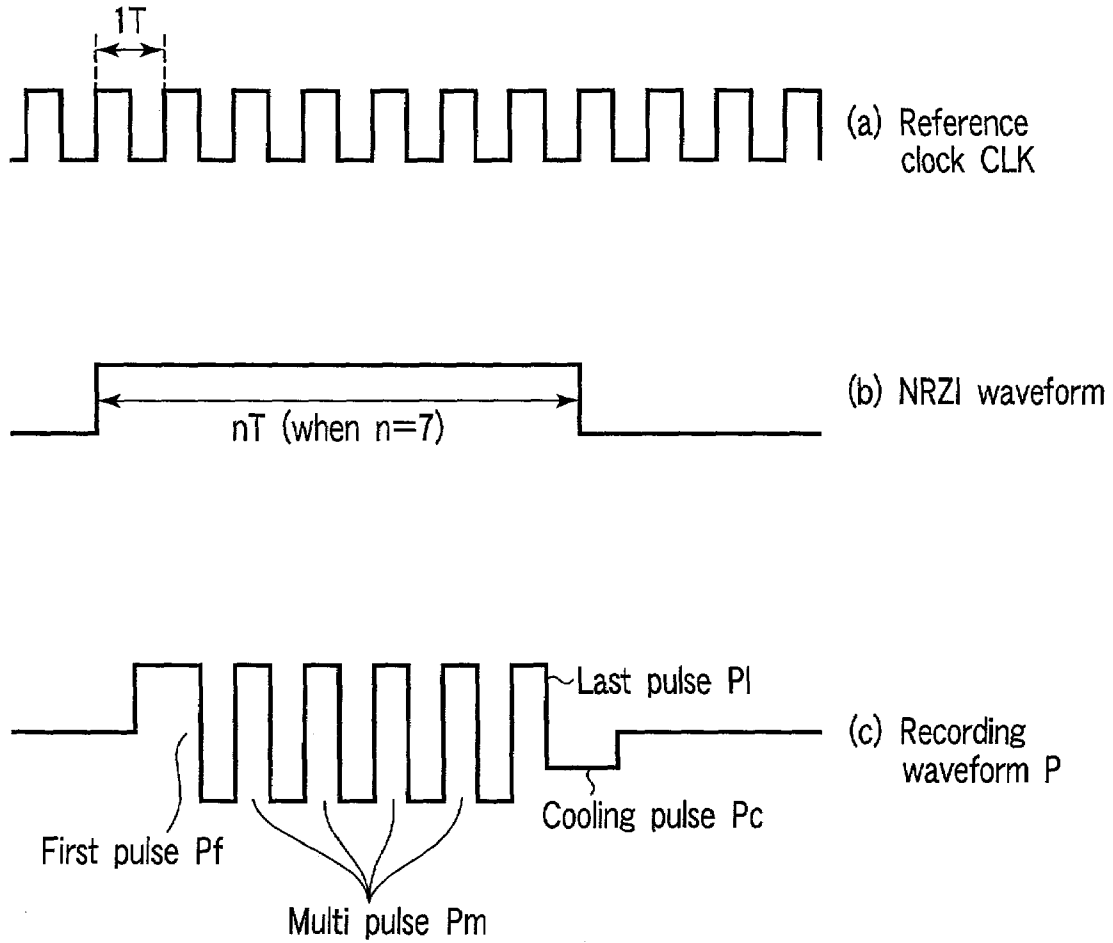 1T
(a) Reference
clock CLK
(b) NRZI waveform
nT (when n=7)
Last pulse Pl
(c) Recording
waveform P
Cooling pulse Pc
First pulse Pf
Multi pulse Pm